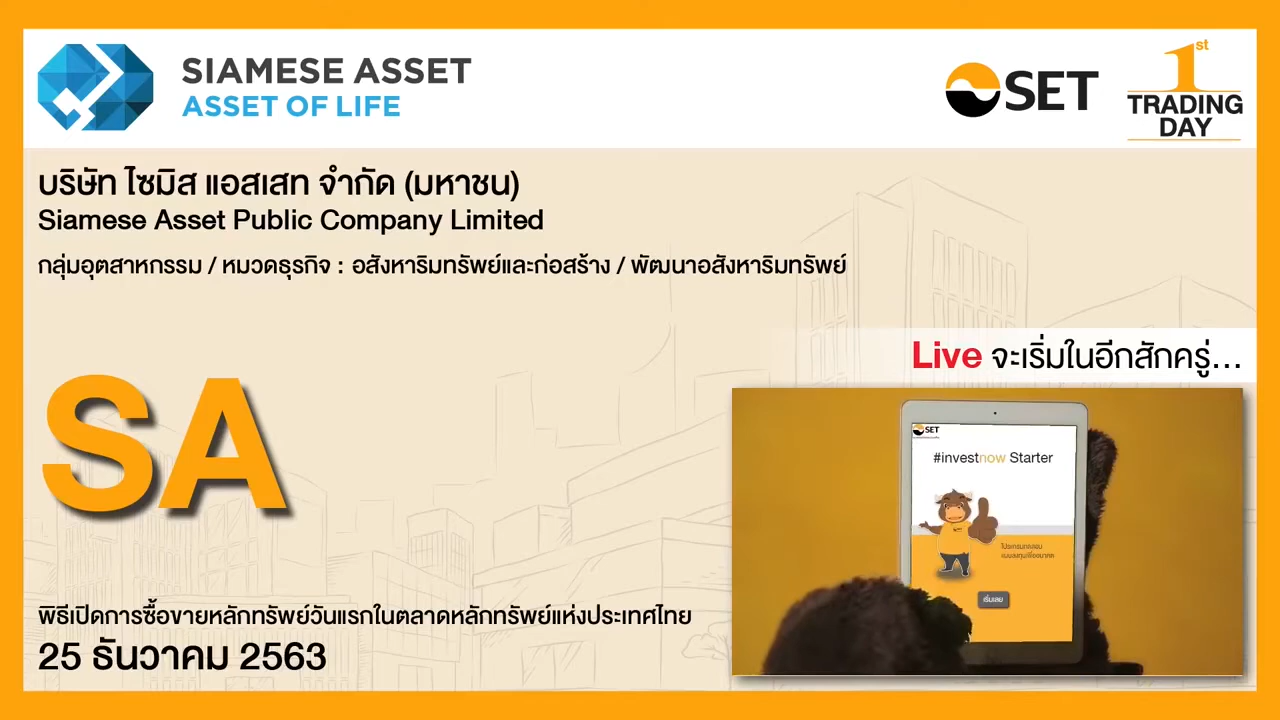 SIAMESE ASSET
ASSET OF LIFE
SET
1st
TRADING
DAY
บริษัท ไซมิส แอสเสท จำกัด (มหาชน)
Siamese Asset Public Company Limited
กลุ่มอุตสาหกรรม / หมวดธุรกิจ : อสังหาริมทรัพย์และก่อสร้าง / พัฒนาอสังหาริมทรัพย์
Live จะเริ่มในอีกสักครู่...
SA
SET
#investnow Starter
เริ่มเลย
พิธีเปิดการซื้อขายหลักทรัพย์วันแรกในตลาดหลักทรัพย์แห่งประเทศไทย
25 ธันวาคม 2563